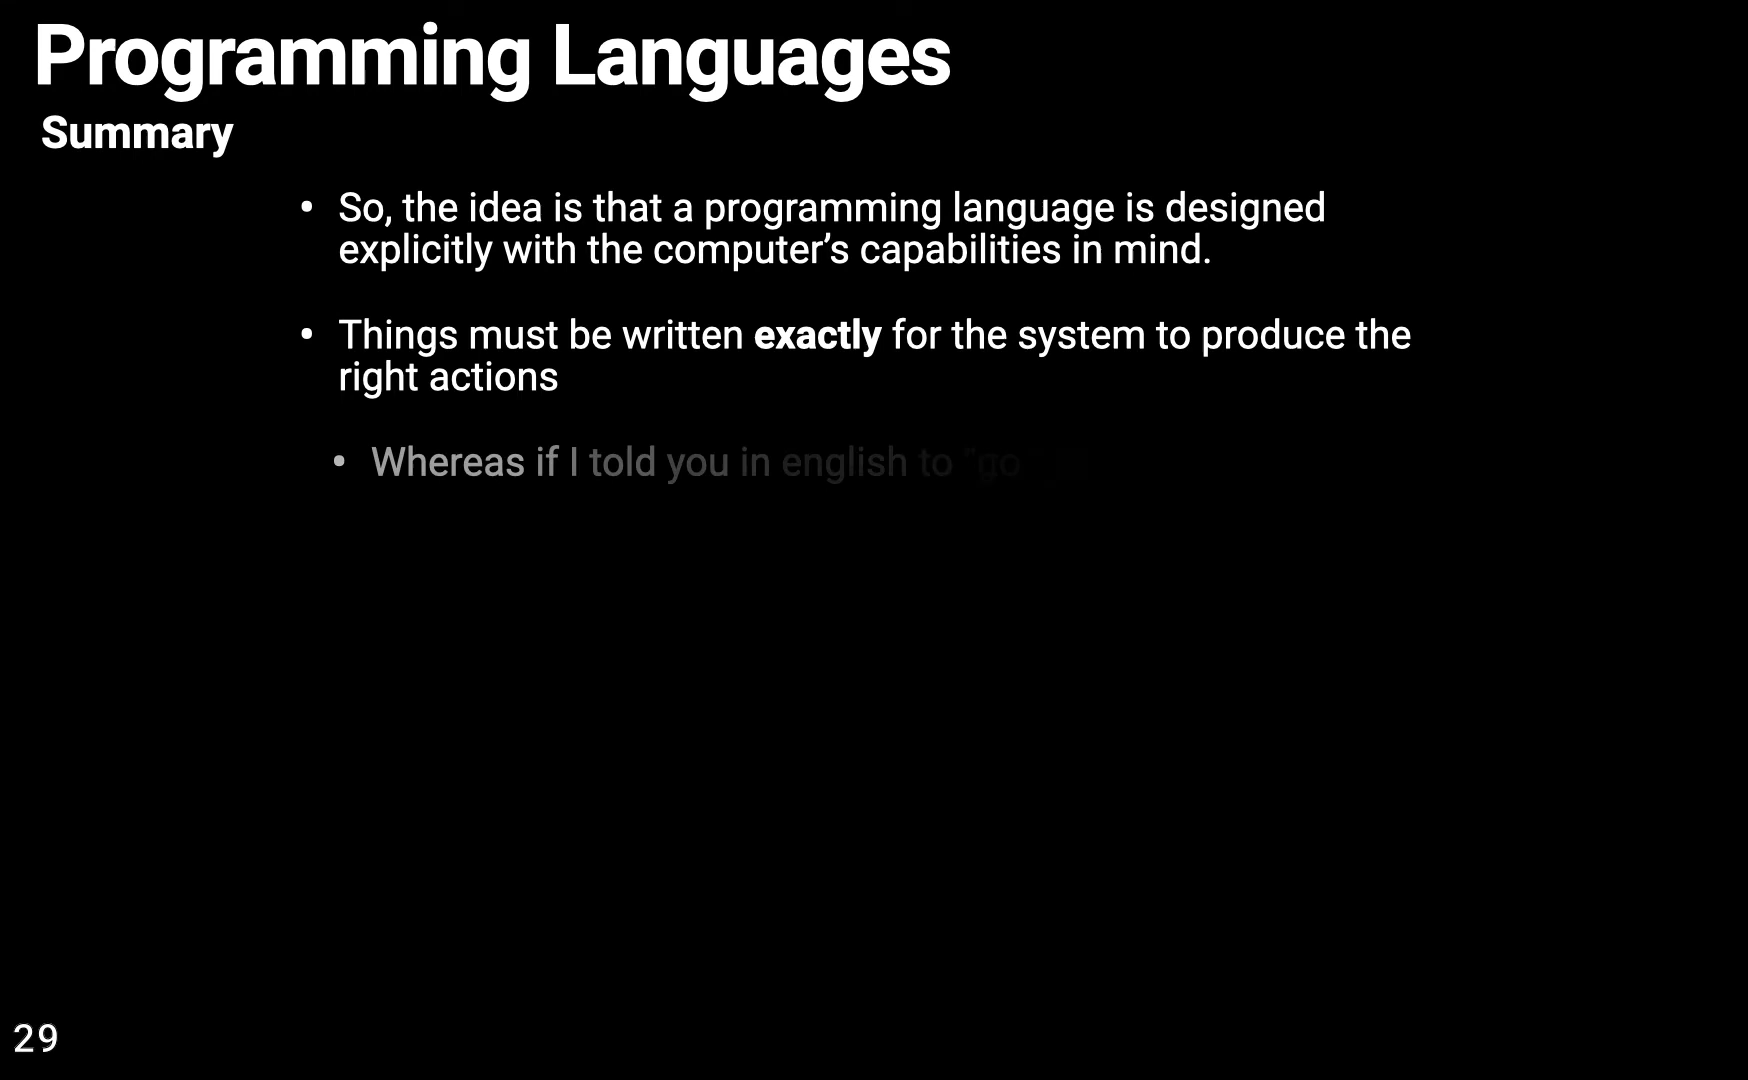 Programming Languages
Summary
• So, the idea is that a programming language is designed
explicitly with the computer’s capabilities in mind.
• Things must be written exactly for the system to produce the
right actions
• Whereas if I told you in english to “go
29